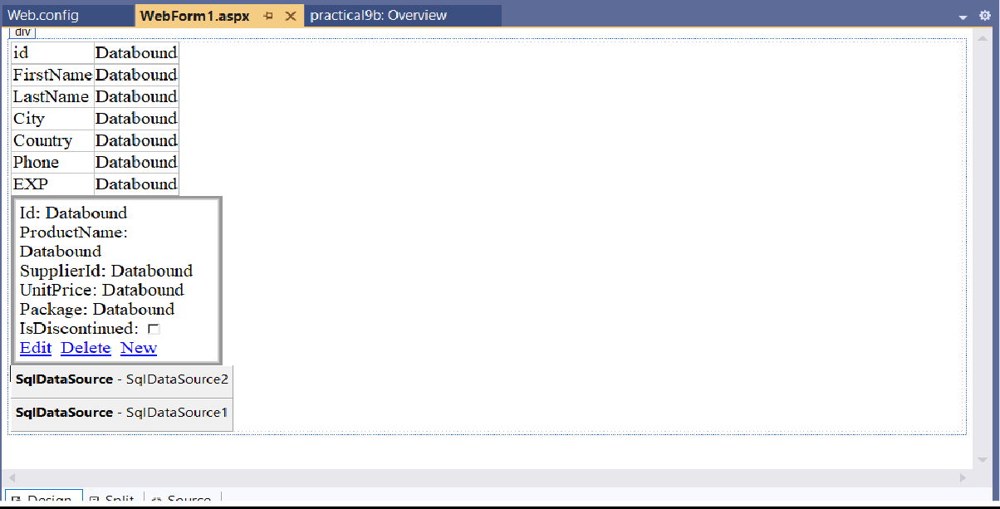 Web.config WebForm1.aspx practical9b: Overview
div
id Databound
FirstName Databound
LastName Databound
City Databound
Country Databound
Phone Databound
EXP Databound
Id: Databound
ProductName:
Databound
SupplierId: Databound
UnitPrice: Databound
Package: Databound
IsDiscontinued:
Edit Delete New
SqlDataSource - SqlDataSource2
SqlDataSource - SqlDataSource1
Design Split Source